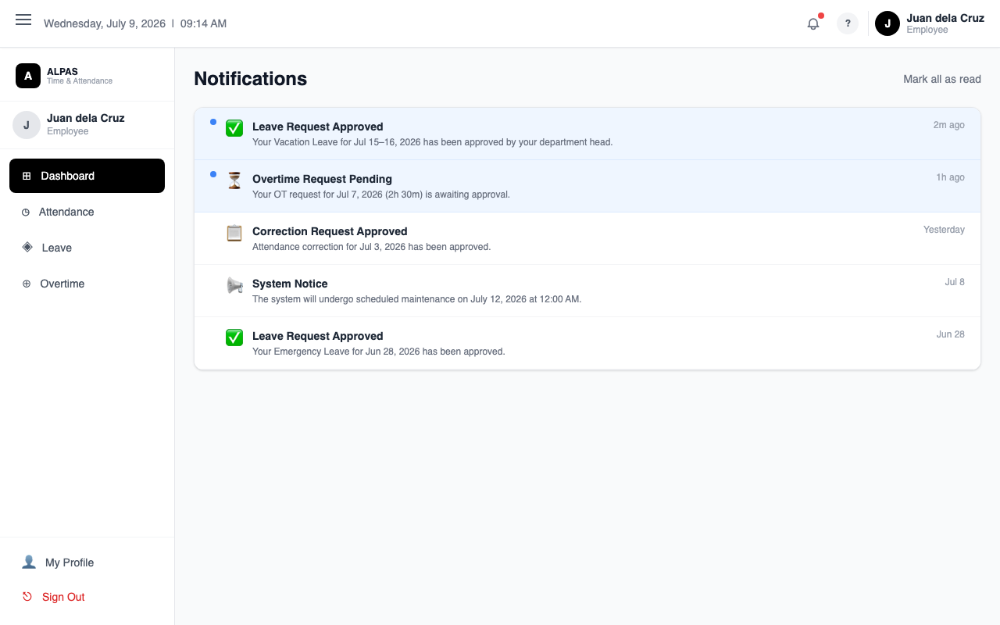 Wednesday, July 9, 2026 | 09:14 AM
?
J
Juan dela Cruz
Employee
A
ALPAS
Time & Attendance
J
Juan dela Cruz
Employee
Dashboard
Attendance
Leave
Overtime
My Profile
Sign Out
Notifications
Mark all as read
Leave Request Approved
2m ago
Your Vacation Leave for Jul 15–16, 2026 has been approved by your department head.
Overtime Request Pending
1h ago
Your OT request for Jul 7, 2026 (2h 30m) is awaiting approval.
Correction Request Approved
Yesterday
Attendance correction for Jul 3, 2026 has been approved.
System Notice
Jul 8
The system will undergo scheduled maintenance on July 12, 2026 at 12:00 AM.
Leave Request Approved
Jun 28
Your Emergency Leave for Jun 28, 2026 has been approved.